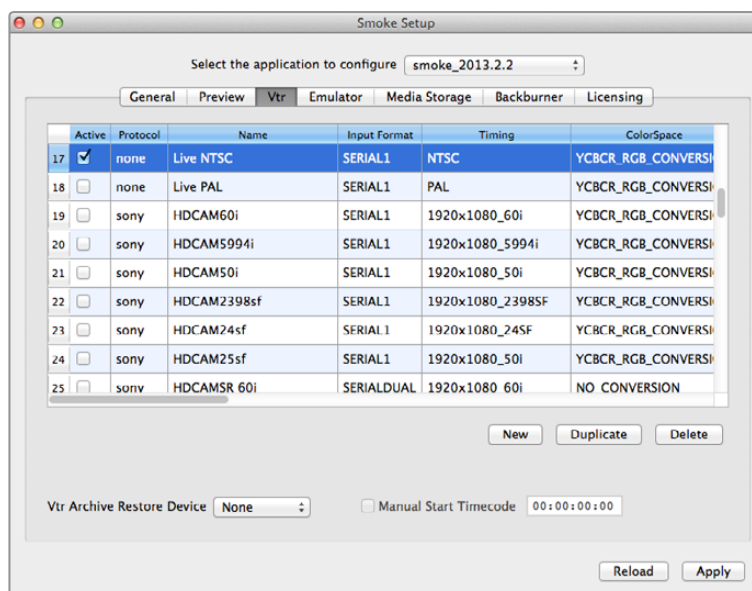 Smoke Setup
Select the application to configure smoke_2013.2.2
General Preview Vtr Emulator Media Storage Backburner Licensing
Active Protocol Name Input Format Timing ColorSpace
17 none Live NTSC SERIAL1 NTSC YCBCR_RGB_CONVERSI
18 none Live PAL SERIAL1 PAL YCBCR_RGB_CONVERSI
19 sony HDCAM60i SERIAL1 1920x1080_60i YCBCR_RGB_CONVERSI
20 sony HDCAM5994i SERIAL1 1920x1080_5994i YCBCR_RGB_CONVERSI
21 sony HDCAM50i SERIAL1 1920x1080_50i YCBCR_RGB_CONVERSI
22 sony HDCAM2398sf SERIAL1 1920x1080_2398SF YCBCR_RGB_CONVERSI
23 sony HDCAM24sf SERIAL1 1920x1080_24SF YCBCR_RGB_CONVERSI
24 sony HDCAM25sf SERIAL1 1920x1080_50i YCBCR_RGB_CONVERSI
25 sony HDCAMSR 60i SERIALDUAL 1920x1080 60i NO CONVERSION
New Duplicate Delete
Vtr Archive Restore Device None Manual Start Timecode 00:00:00:00
Reload Apply